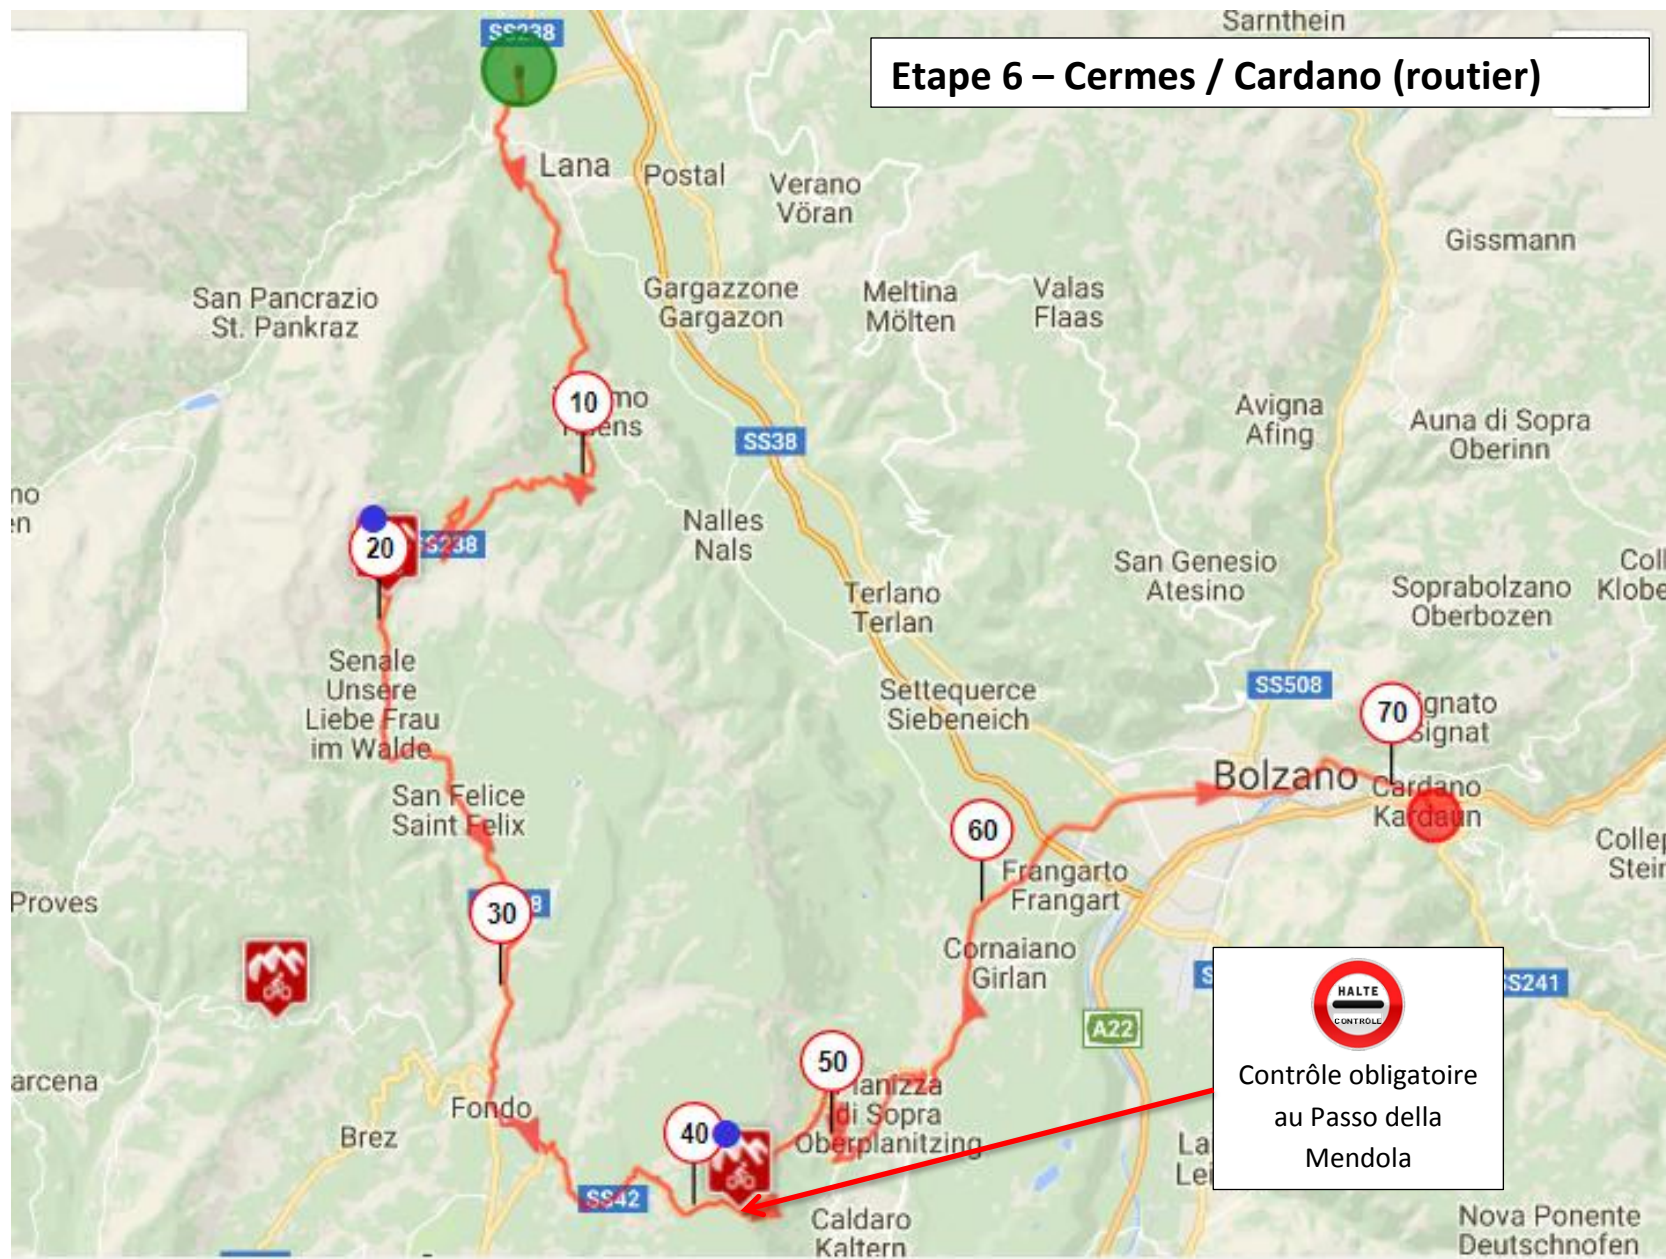 Sarnthein
SS238
Etape 6 – Cermes / Cardano (routier)
Lana
Postal
Verano
Vöran
Gissmann
San Pancrazio
St. Pankraz
Gargazzone
Gargazon
Meltina
Mölten
Valas
Flaas
10
Avigna
Afing
Auna di Sopra
Oberinn
SS38
Nalles
Nals
20
San Genesio
Atesino
Soprabolzano
Oberbozen
Terlano
Terlan
Senale
Unsere
Liebe Frau
im Walde
Settequerce
Siebeneich
SS508
70
Bolzano
Cardano
Kardaun
San Felice
Saint Felix
60
Frangarto
Frangart
30
Proves
Cornaiano
Girlan
A22
HALTE
CONTRÔLE
Contrôle obligatoire
au Passo della
Mendola
50
di Sopra
Oberplanitzing
Fondo
Brez
40
SS42
Caldaro
Kaltern
Nova Ponente
Deutschnofen